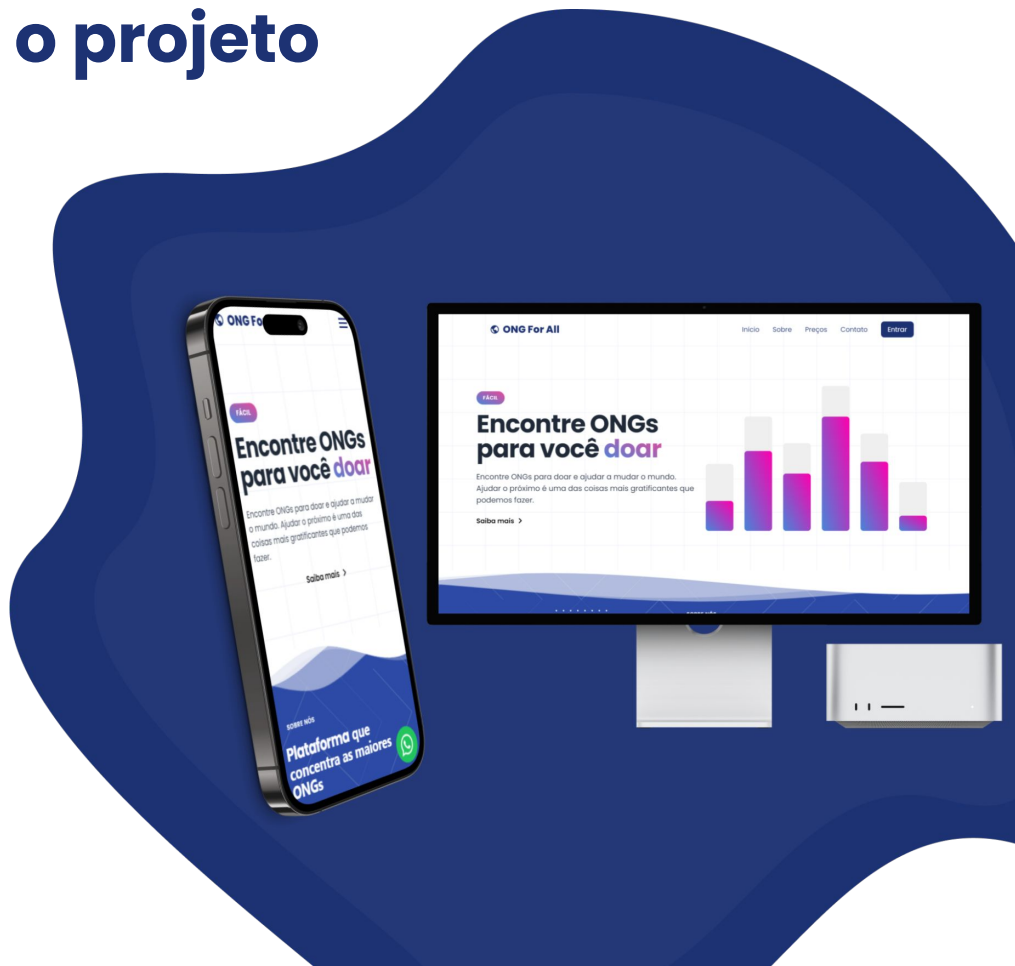 o projeto
ONG Fo
FÁCIL
Encontre ONGs
para você doar
Encontre ONGs para doar e ajudar a mudar
o mundo. Ajudar o próximo é uma das
coisas mais gratificantes que podemos
fazer.
Saiba mais
SOBRE NÓS
Plataforma que
concentra as maiores
ONGs
ONG For All
Início Sobre Preços Contato Entrar
FÁCIL
Encontre ONGs
para você doar
Encontre ONGs para doar e ajudar a mudar o mundo.
Ajudar o próximo é uma das coisas mais gratificantes que
podemos fazer.
Saiba mais